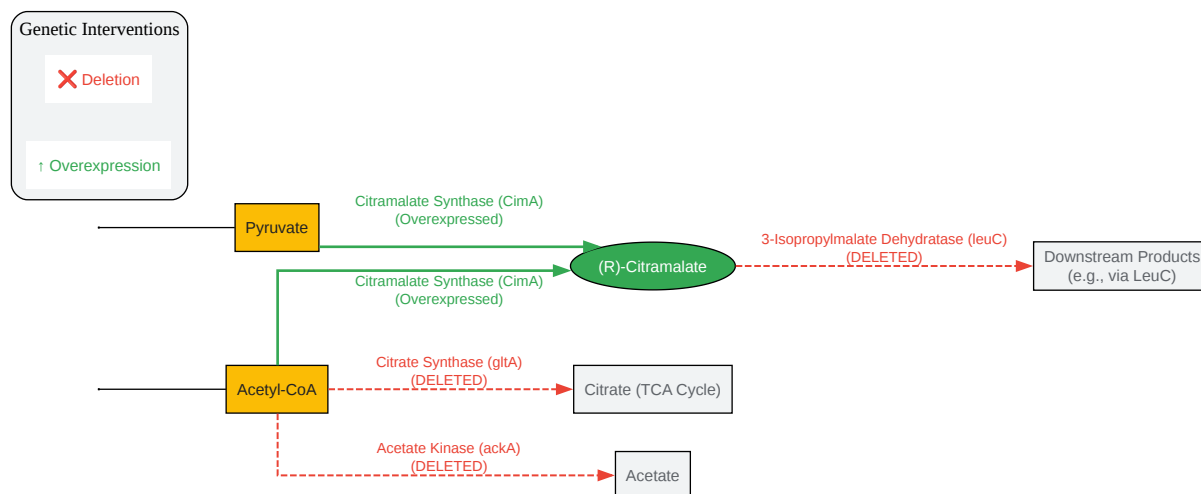 Genetic Interventions
❌ Deletion
↑ Overexpression
Citramalate Synthase (CimA)
(Overexpressed)
Pyruvate
3-Isopropylmalate Dehydratase (leuC)
(DELETED)
(R)-Citramalate
Downstream Products
(e.g., via LeuC)
Citramalate Synthase (CimA)
(Overexpressed)
Citrate Synthase (gltA)
(DELETED)
Acetyl-CoA
Citrate (TCA Cycle)
Acetate Kinase (ackA)
(DELETED)
Acetate